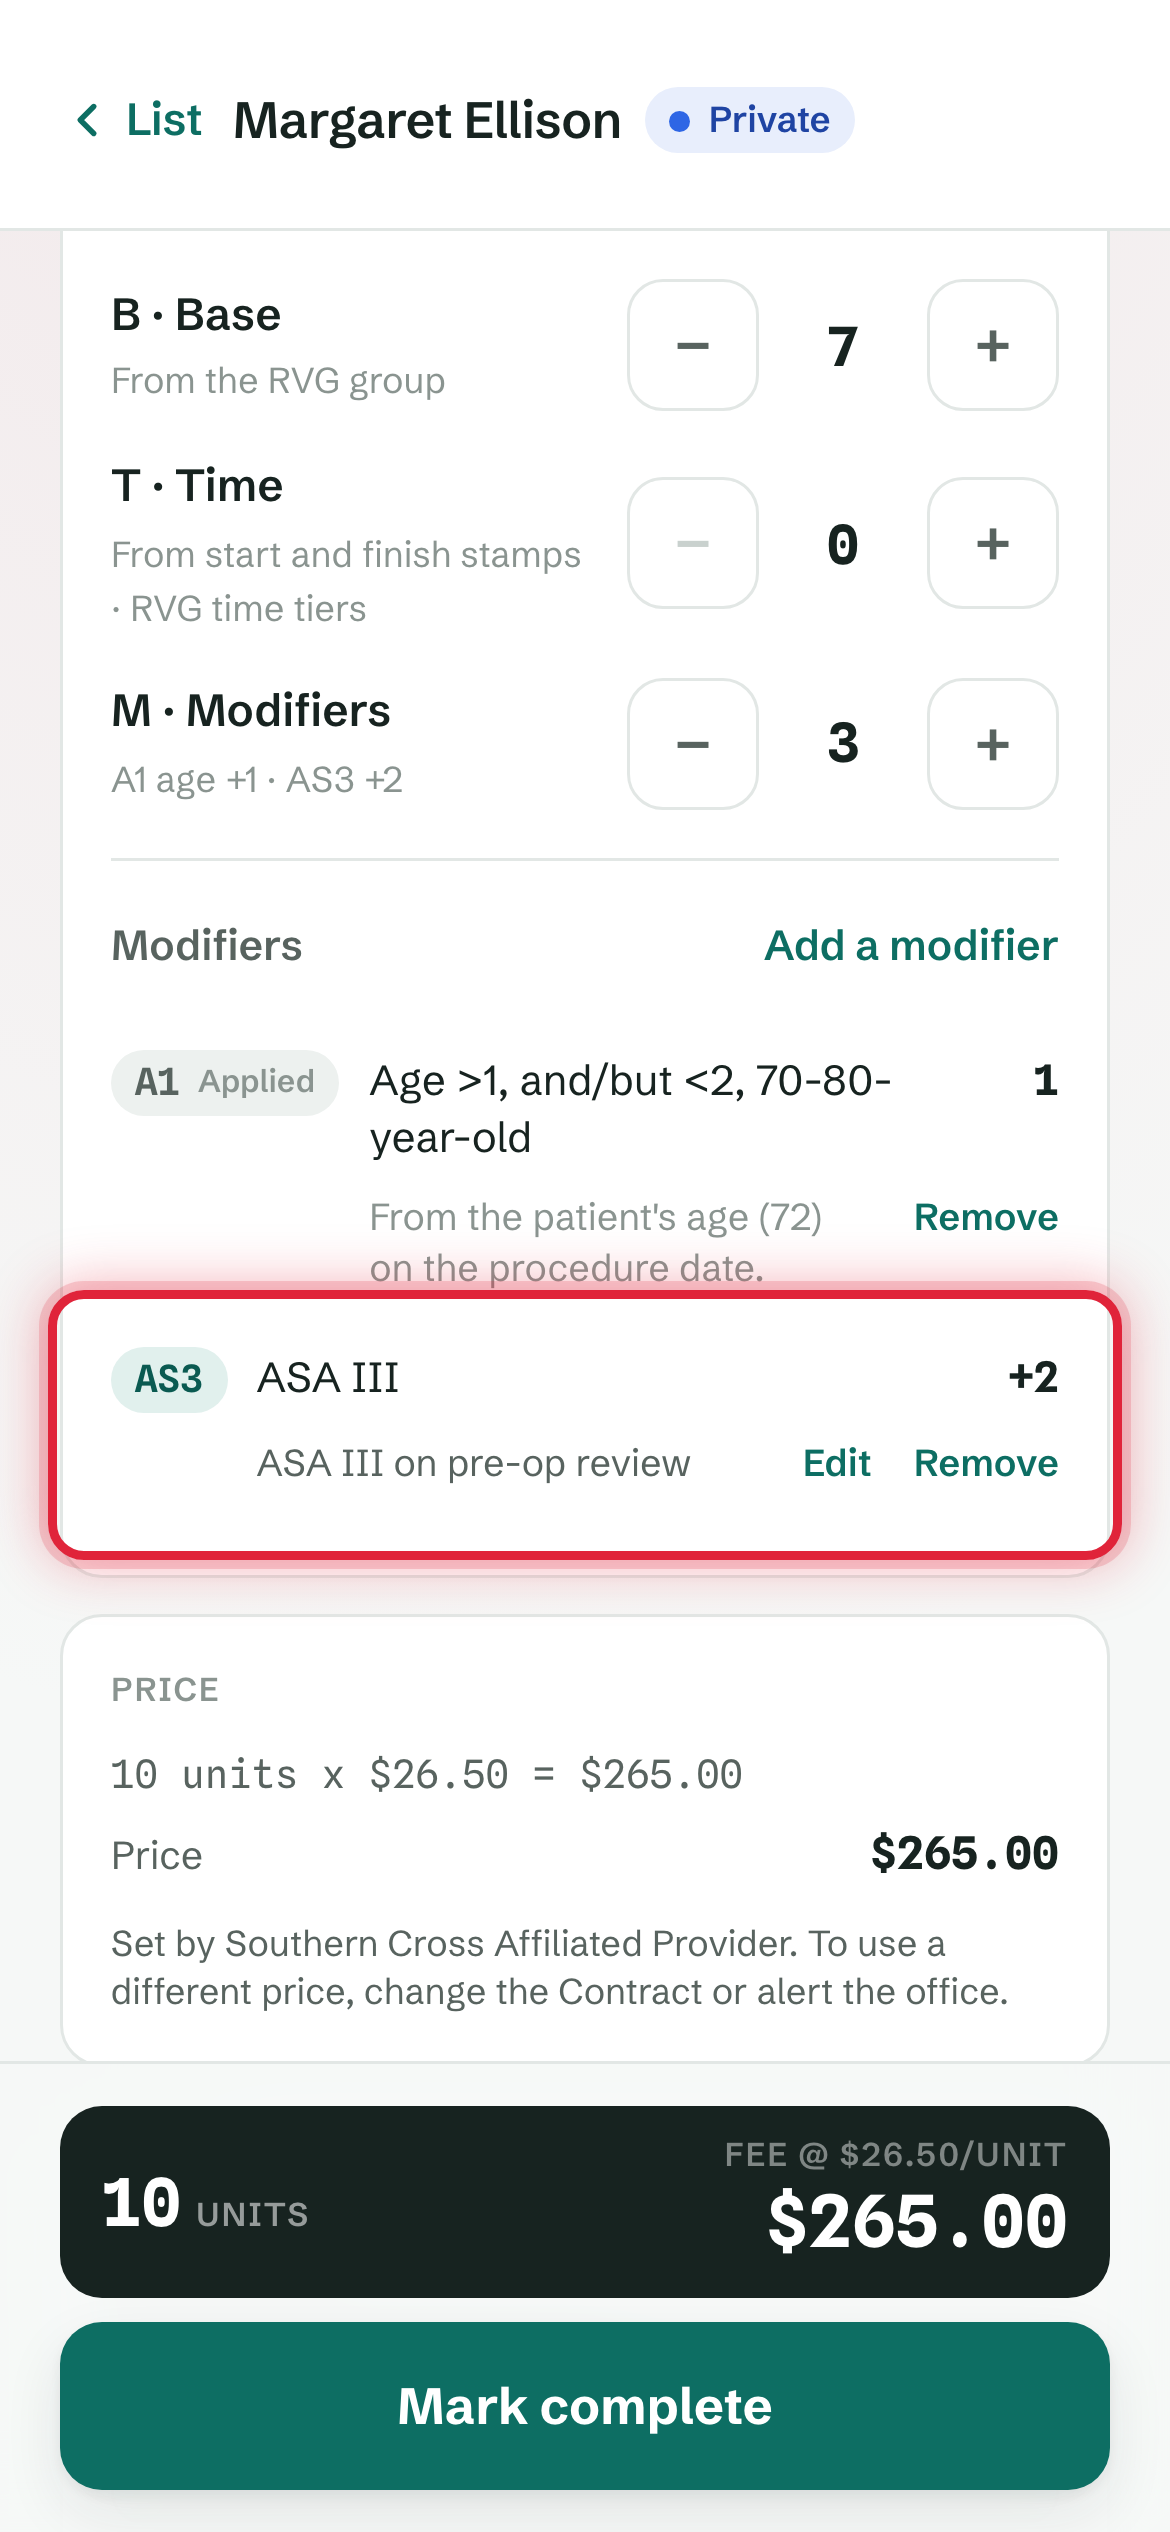 List Margaret Ellison Private
B · Base
From the RVG group
− 7 +
T · Time
From start and finish stamps
· RVG time tiers
− 0 +
M · Modifiers
A1 age +1 · AS3 +2
− 3 +
Modifiers Add a modifier
A1 Applied Age >1, and/but <2, 70-80- 1
year-old
From the patient's age (72) Remove
on the procedure date.
AS3 ASA III +2
ASA III on pre-op review Edit Remove
PRICE
10 units x $26.50 = $265.00
Price $265.00
Set by Southern Cross Affiliated Provider. To use a
different price, change the Contract or alert the office.
FEE @ $26.50/UNIT
10 UNITS $265.00
Mark complete